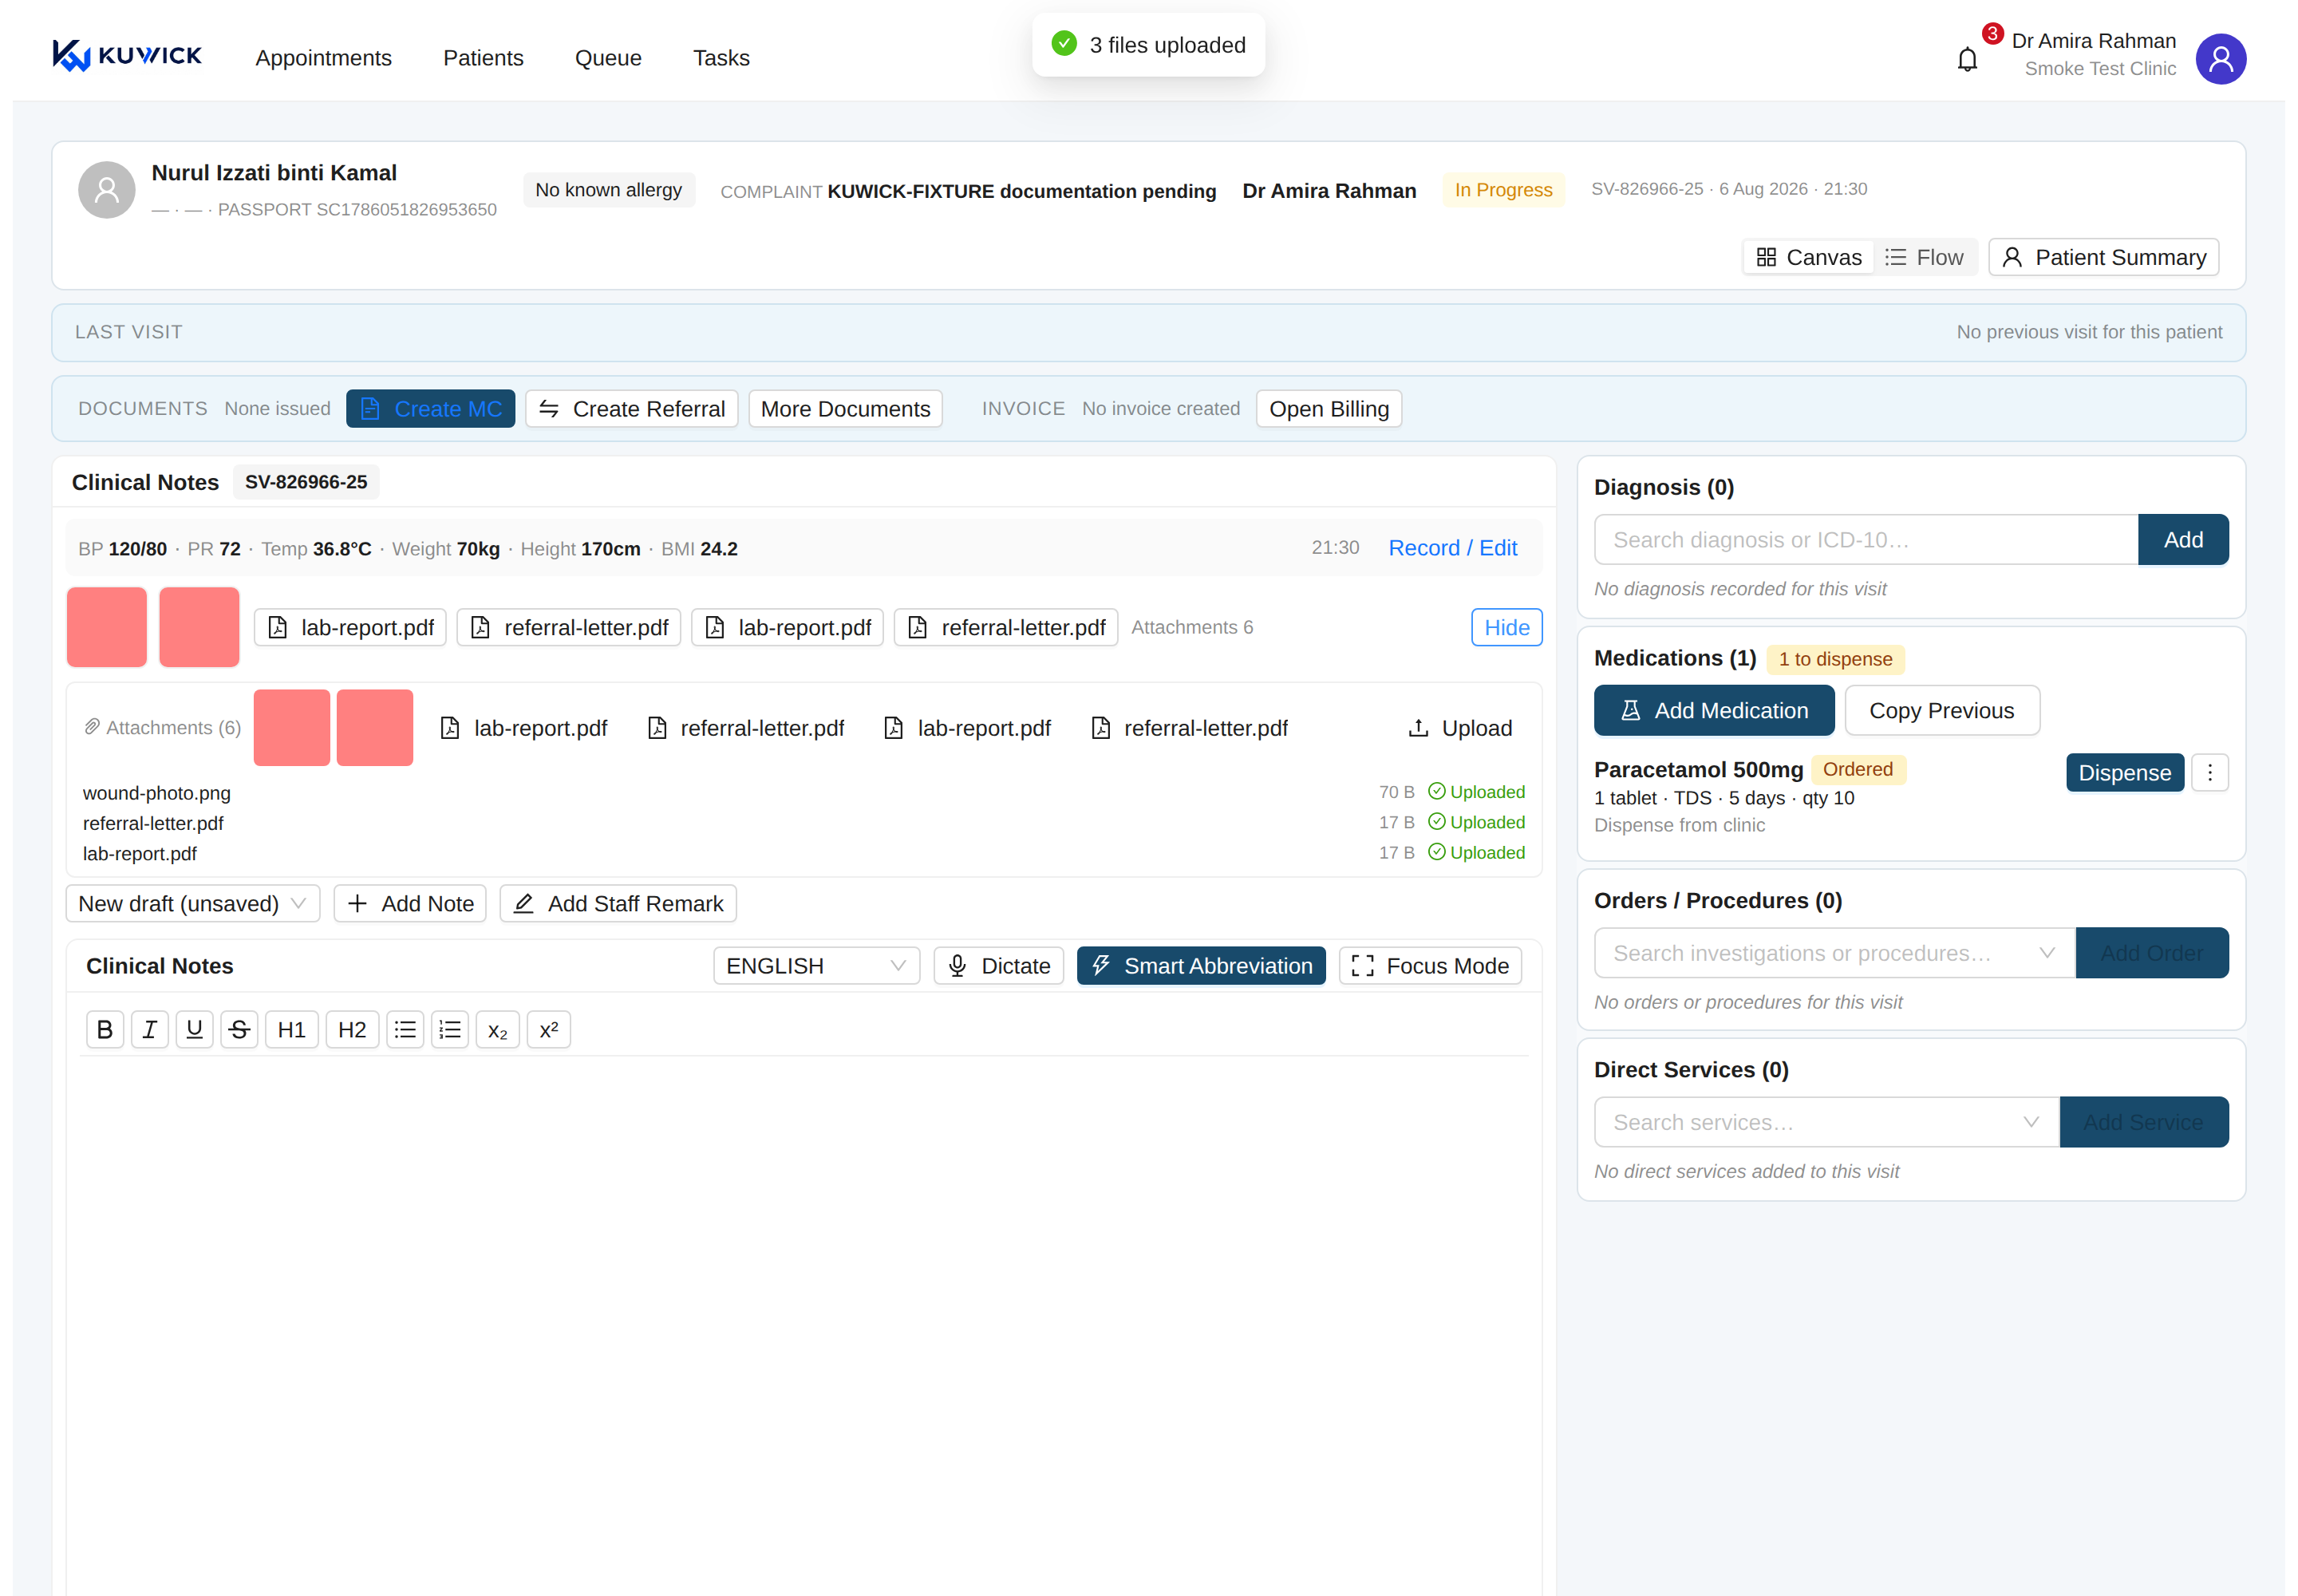 KUWICK Appointments Patients Queue Tasks
3 files uploaded
3
Dr Amira Rahman
Smoke Test Clinic
Nurul Izzati binti Kamal
— · — · PASSPORT SC1786051826953650
No known allergy
COMPLAINT KUWICK-FIXTURE documentation pending
Dr Amira Rahman
In Progress
SV-826966-25 · 6 Aug 2026 · 21:30
Canvas Flow Patient Summary
LAST VISIT No previous visit for this patient
DOCUMENTS None issued Create MC Create Referral More Documents INVOICE No invoice created Open Billing
Clinical Notes SV-826966-25
BP 120/80 · PR 72 · Temp 36.8°C · Weight 70kg · Height 170cm · BMI 24.2 21:30 Record / Edit
lab-report.pdf referral-letter.pdf lab-report.pdf referral-letter.pdf Attachments 6 Hide
Attachments (6) lab-report.pdf referral-letter.pdf lab-report.pdf referral-letter.pdf Upload
wound-photo.png 70 B Uploaded
referral-letter.pdf 17 B Uploaded
lab-report.pdf 17 B Uploaded
New draft (unsaved) Add Note Add Staff Remark
Clinical Notes ENGLISH Dictate Smart Abbreviation Focus Mode
B I U S H1 H2 x₂ x²
Diagnosis (0)
Search diagnosis or ICD-10… Add
No diagnosis recorded for this visit
Medications (1) 1 to dispense
Add Medication Copy Previous
Paracetamol 500mg Ordered Dispense
1 tablet · TDS · 5 days · qty 10
Dispense from clinic
Orders / Procedures (0)
Search investigations or procedures… Add Order
No orders or procedures for this visit
Direct Services (0)
Search services… Add Service
No direct services added to this visit